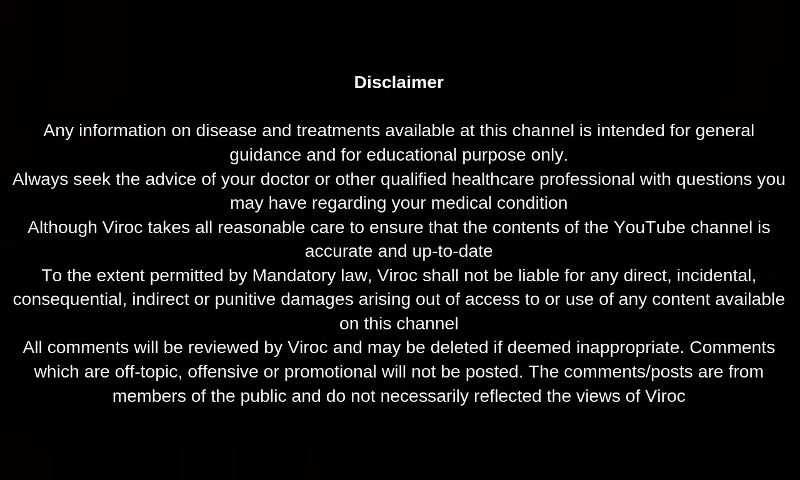 Disclaimer
Any information on disease and treatments available at this channel is intended for general
guidance and for educational purpose only.
Always seek the advice of your doctor or other qualified healthcare professional with questions you
may have regarding your medical condition
Although Viroc takes all reasonable care to ensure that the contents of the YouTube channel is
accurate and up-to-date
To the extent permitted by Mandatory law, Viroc shall not be liable for any direct, incidental,
consequential, indirect or punitive damages arising out of access to or use of any content available
on this channel
All comments will be reviewed by Viroc and may be deleted if deemed inappropriate. Comments
which are off-topic, offensive or promotional will not be posted. The comments/posts are from
members of the public and do not necessarily reflected the views of Viroc